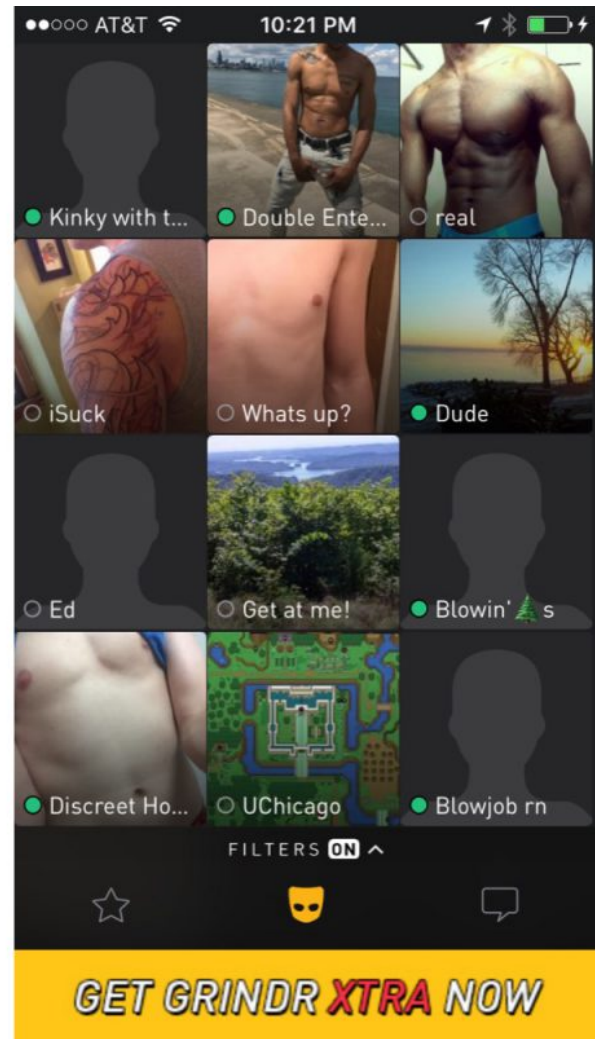 AT&T 10:21 PM
Kinky with t... Double Ente... real
iSuck Whats up? Dude
Ed Get at me! Blowin'🌲s
Discreet Ho... UChicago Blowjob rn
FILTERS ON
GET GRINDR XTRA NOW